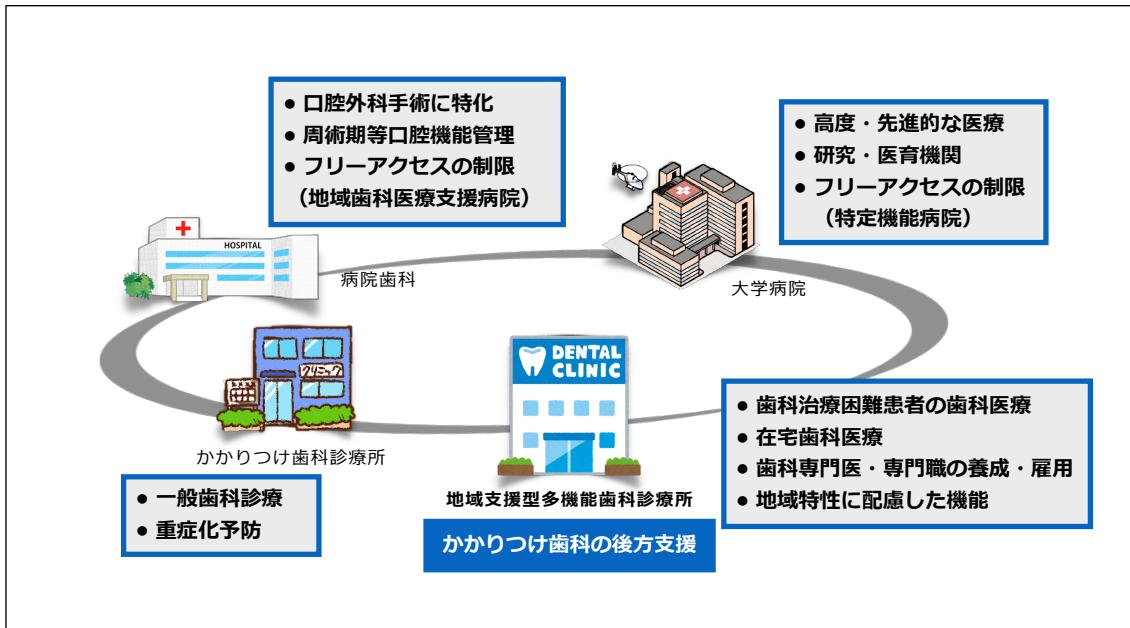 ● 口腔外科手術に特化
● 周術期等口腔機能管理
● フリーアクセスの制限
（地域歯科医療支援病院）
● 高度・先進的な医療
● 研究・医育機関
● フリーアクセスの制限
（特定機能病院）
HOSPITAL
病院歯科
大学病院
クリニック
かかりつけ歯科診療所
● 一般歯科診療
● 重症化予防
DENTAL
CLINIC
地域支援型多機能歯科診療所
かかりつけ歯科の後方支援
● 歯科治療困難患者の歯科医療
● 在宅歯科医療
● 歯科専門医・専門職の養成・雇用
● 地域特性に配慮した機能